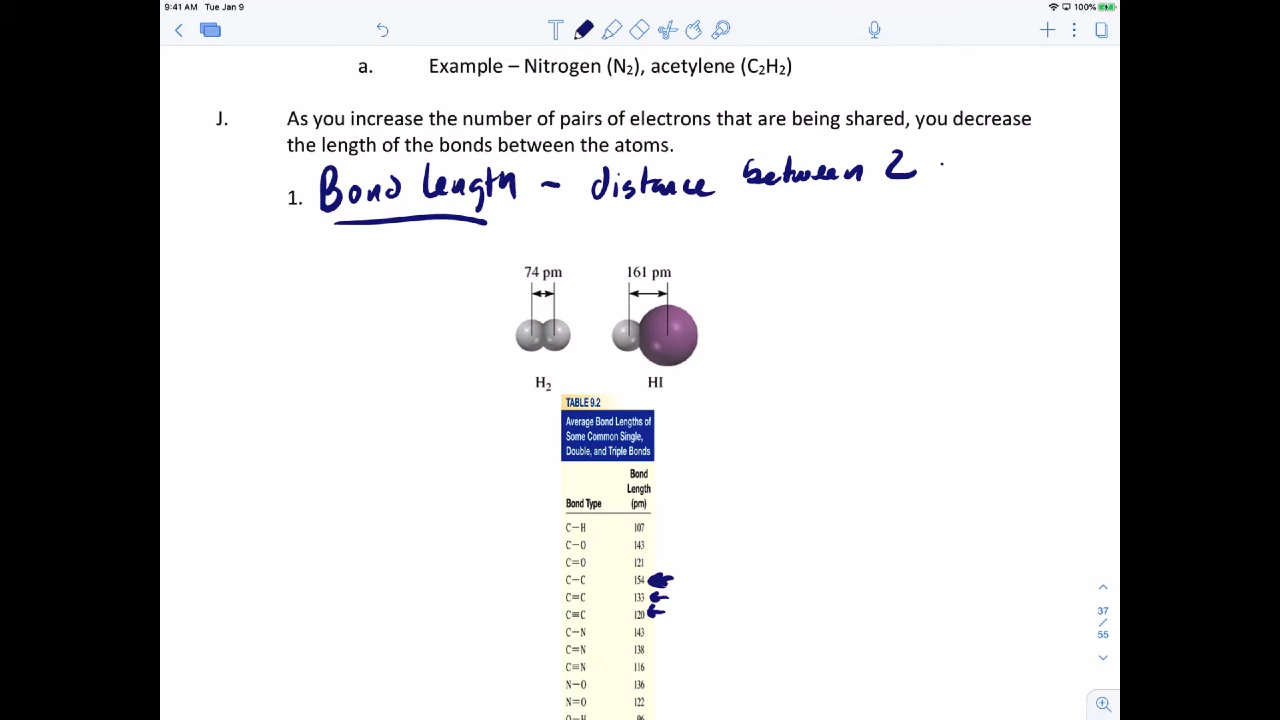 9:41 AM Tue Jan 9
100%
a. Example – Nitrogen (N₂), acetylene (C₂H₂)
J. As you increase the number of pairs of electrons that are being shared, you decrease
the length of the bonds between the atoms.
1. Bond length – distance between 2
74 pm 161 pm
H₂ HI
TABLE 9.2
Average Bond Lengths of
Some Common Single,
Double, and Triple Bonds
Bond
Length
Bond Type (pm)
C—H 107
C—O 143
C=O 121
C—C 154
C=C 133
C≡C 120
C—N 143
C=N 138
C≡N 116
N—O 136
N=O 122
O—H 96
37
/
55